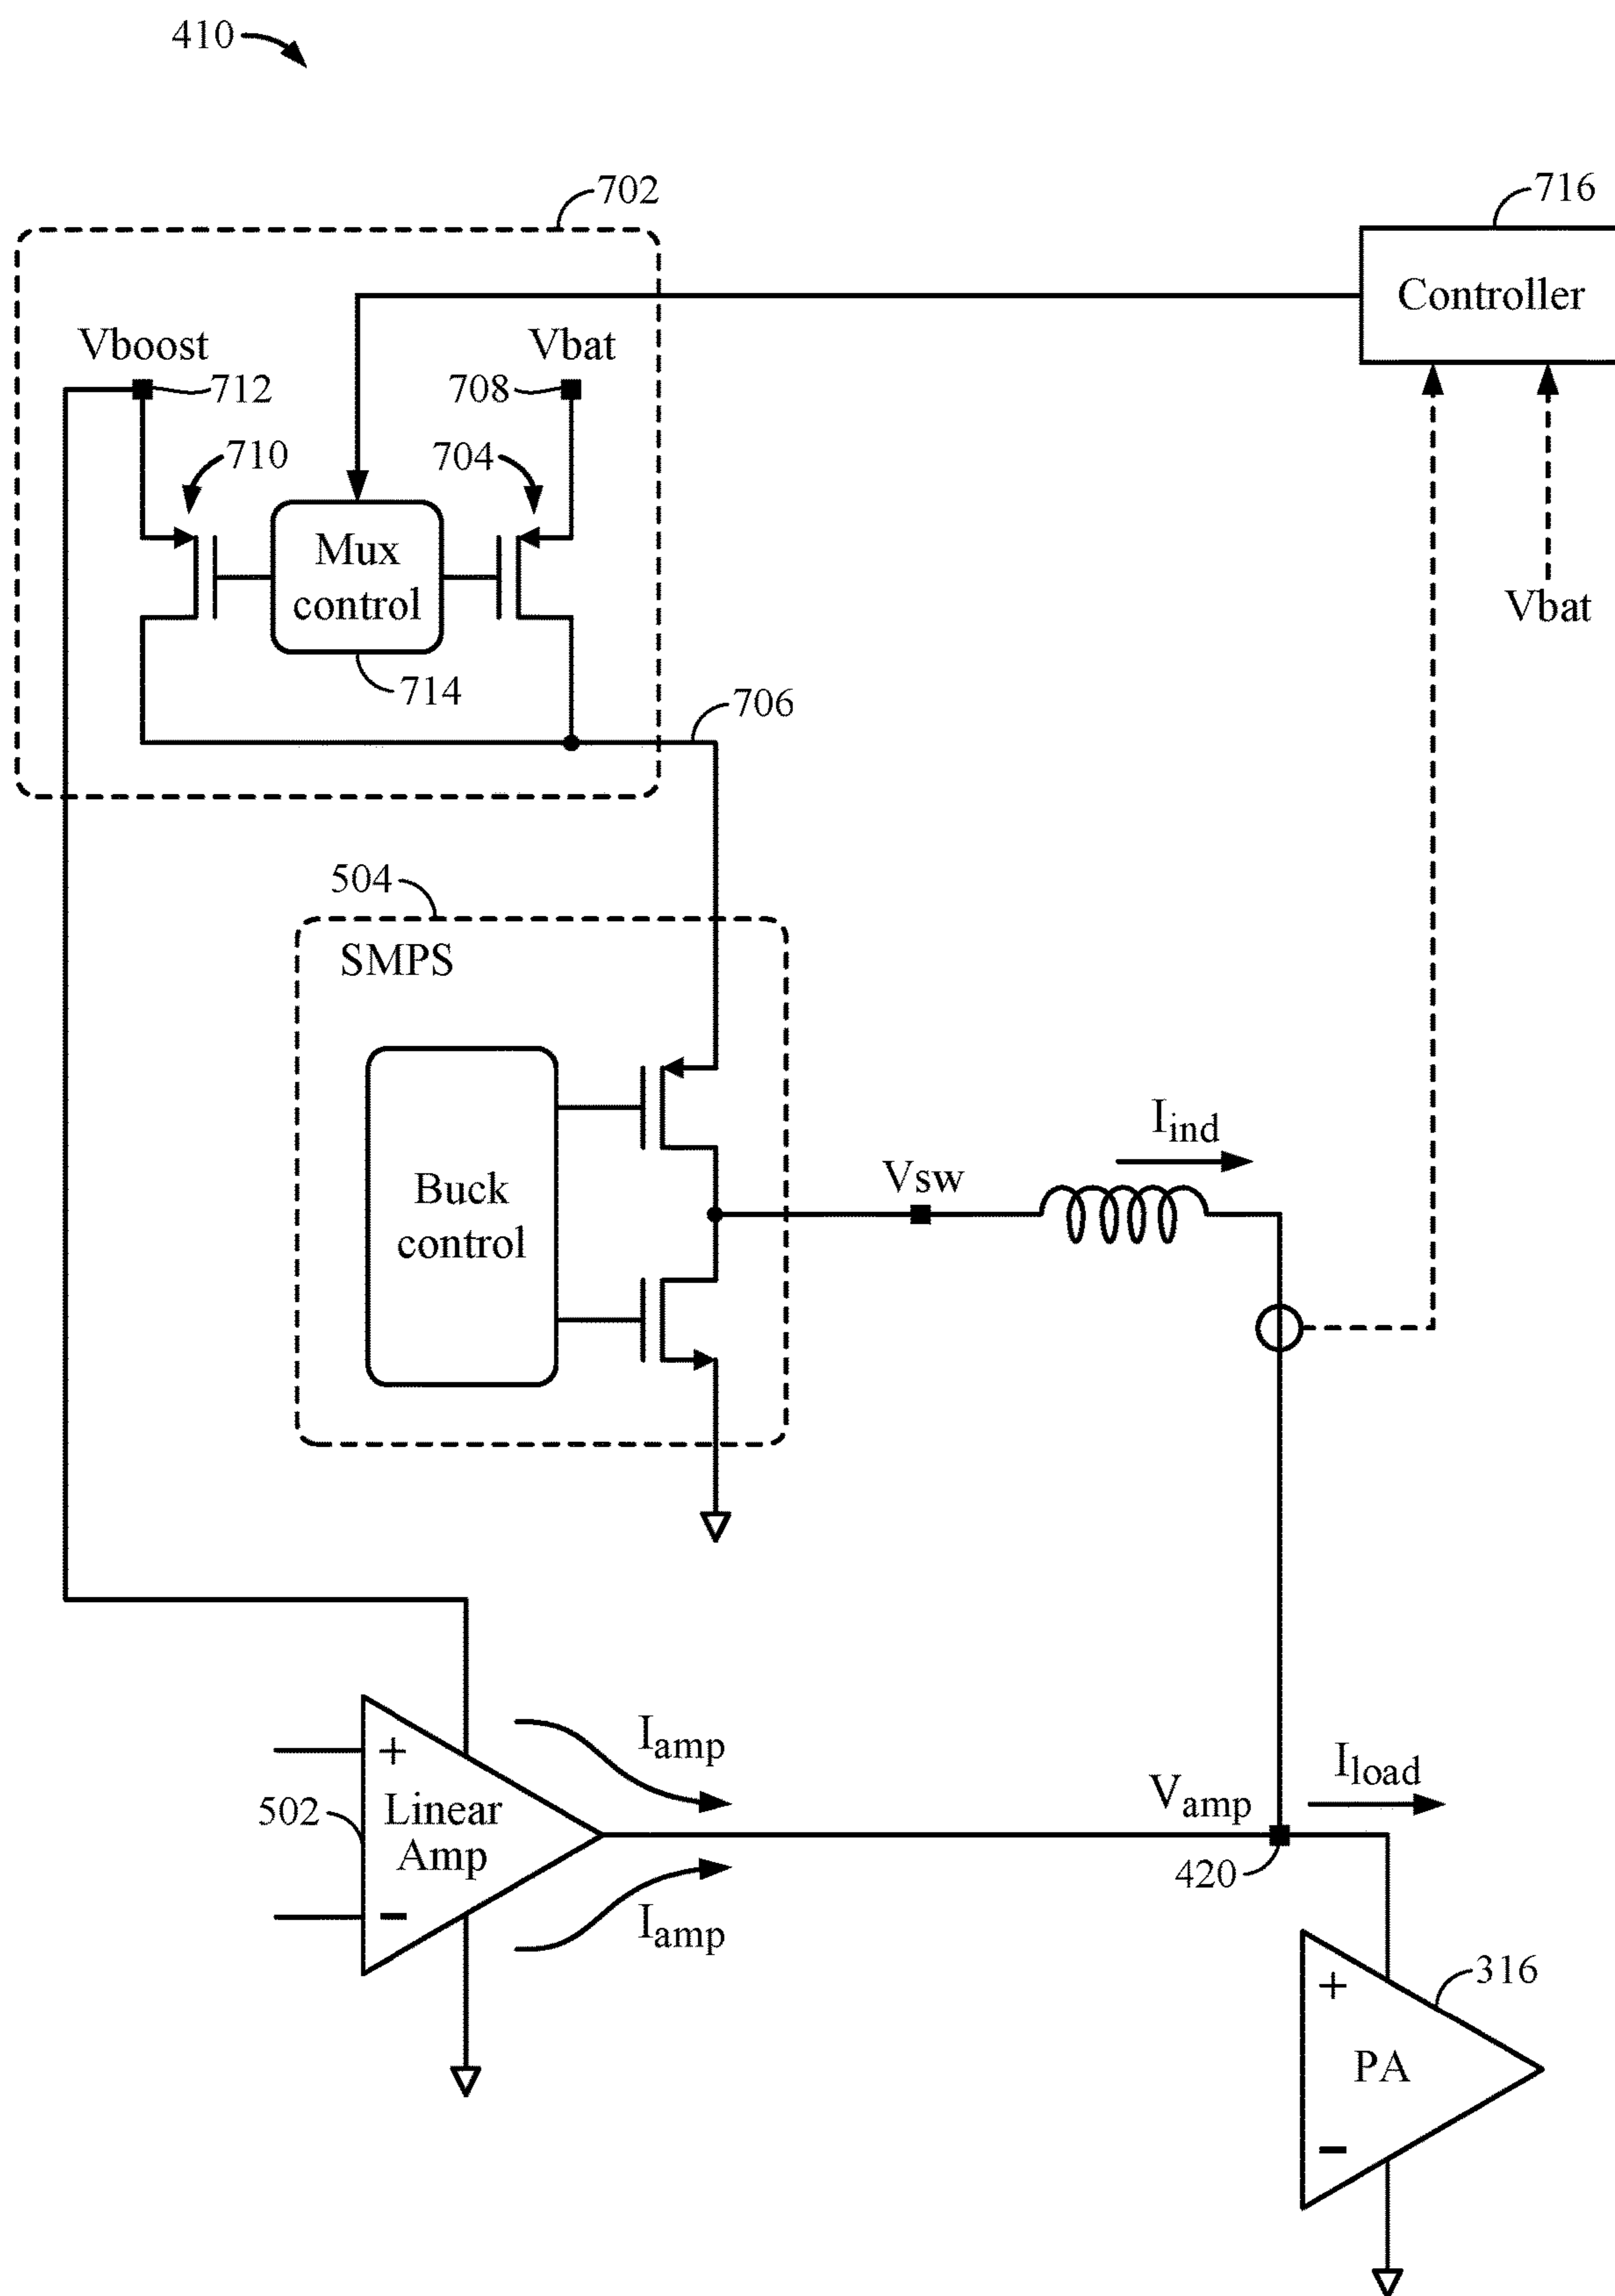 410
702
716
Controller
Vboost
Vbat
712
708
710
704
Mux
control
Vbat
714
706
504
SMPS
Iind
Vsw
Buck
control
Iamp
+
Linear
Amp
502
-
Iamp
Vamp
Iload
420
316
+
PA
-